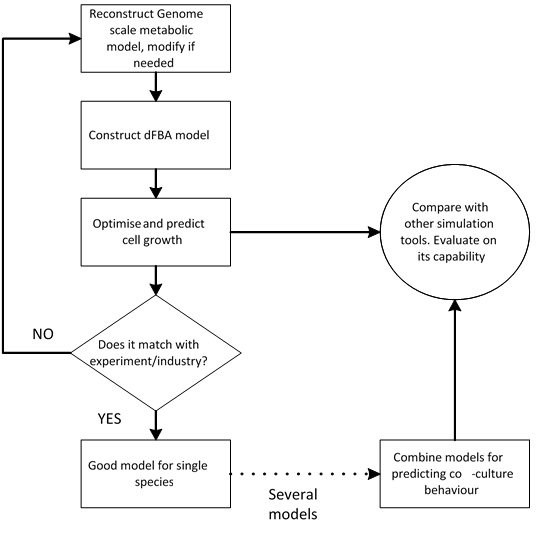 Reconstruct Genome
scale metabolic
model, modify if
needed
Construct dFBA model
Optimise and predict
cell growth
Compare with
other simulation
tools. Evaluate on
its capability
NO
Does it match with
experiment/industry?
YES
Good model for single
species
Several
models
Combine models for
predicting co -culture
behaviour